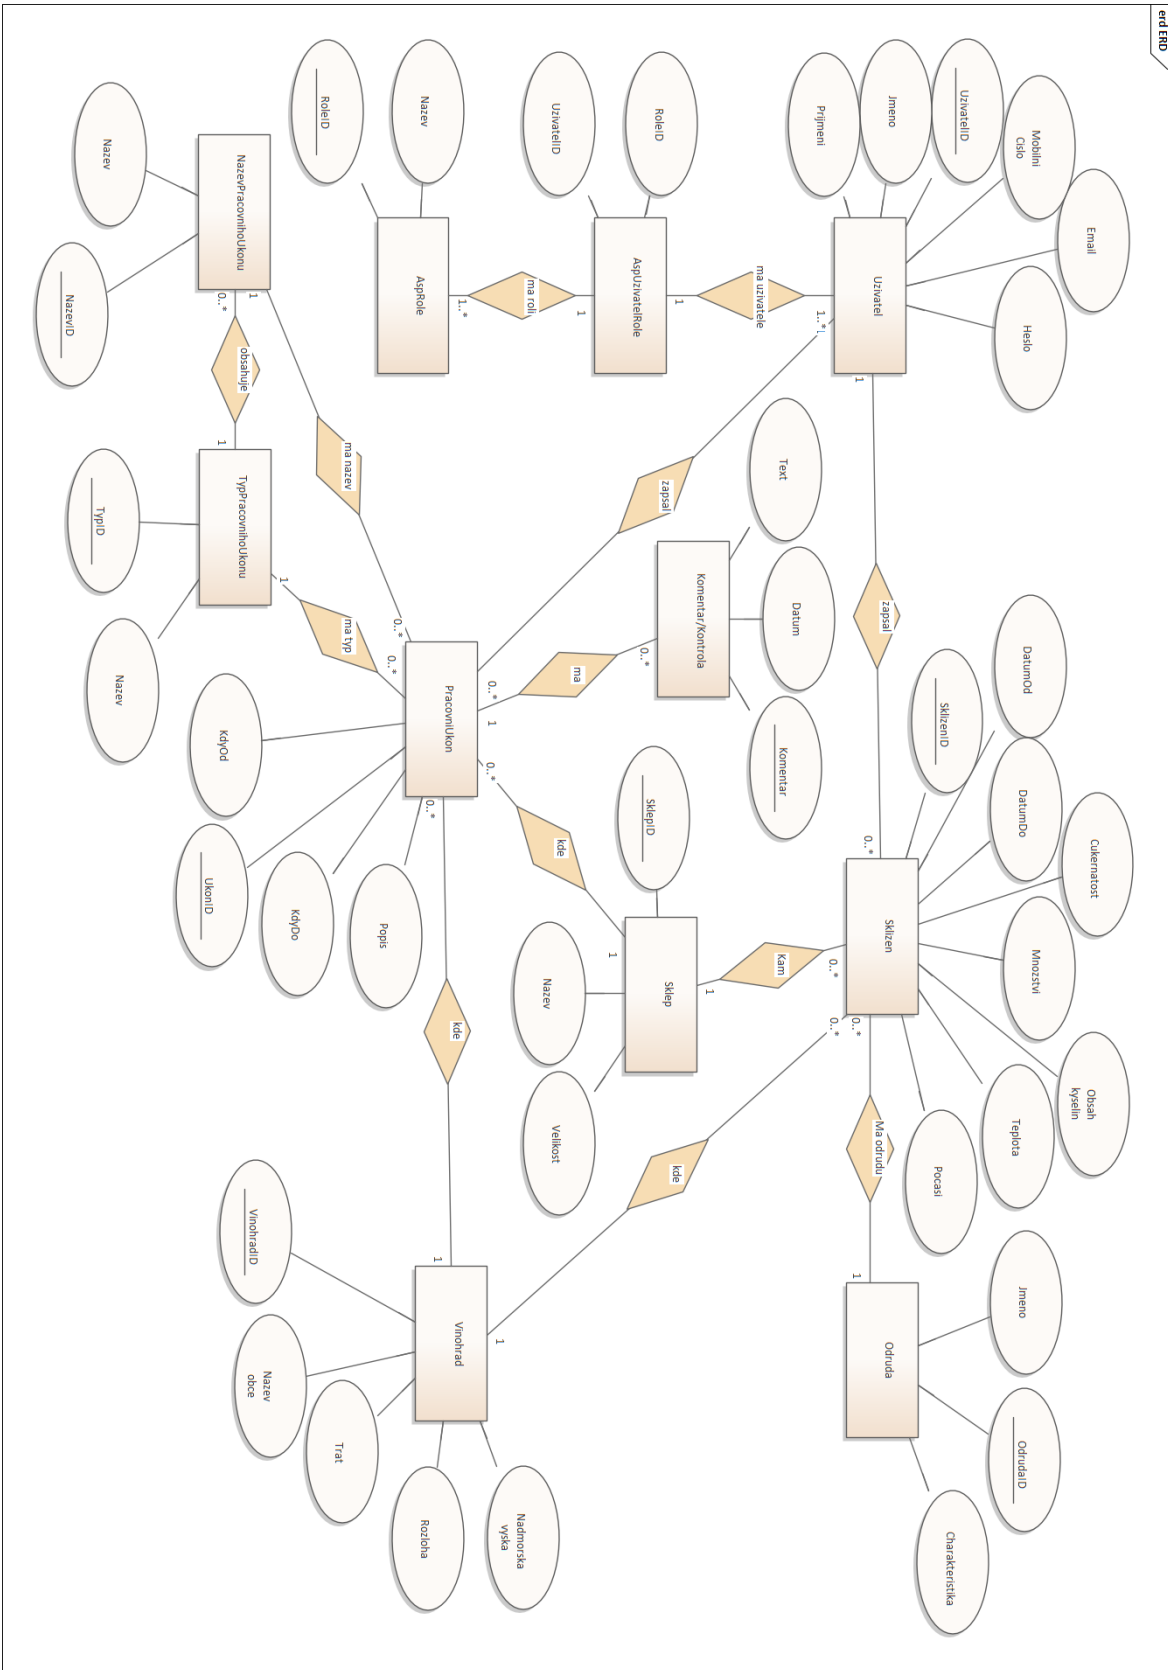 erd ERD
Email
Cukernatost
Obsah
kyselin
Mobilni
Cislo
Heslo
DatumOd
DatumDo
Mnozstvi
Teplota
Jmeno
OdrudaID
UzivatelID
SklizenID
Pocasi
Charakteristika
Jmeno
Uzivatel
1
zapsal
0..*
Sklizen
0..*
Ma odrudu
1
Odruda
Prijmeni
1..*
Text
Datum
Komentar
0..*
Kam
0..*
ma uzivatele
1
RoleID
AspUzivatelRole
zapsal
Komentar/Kontrola
0..*
SklepID
1
Sklep
1
kde
UzivatelID
1
ma roli
ma
kde
Nazev
Velikost
1..*
0..*
1
0..*
1
Nadmorska
vyska
Nazev
AspRole
PracovniUkon
0..*
kde
1
Vinohrad
Rozloha
RoleID
ma nazev
0..*
0..*
ma typ
Popis
Trat
1
1
KdyDo
NazevPracovnihoUkonu
0..*
obsahuje
1
TypPracovnihoUkonu
KdyOd
UkonID
VinohradID
Nazev
obce
Nazev
NazevID
TypID
Nazev